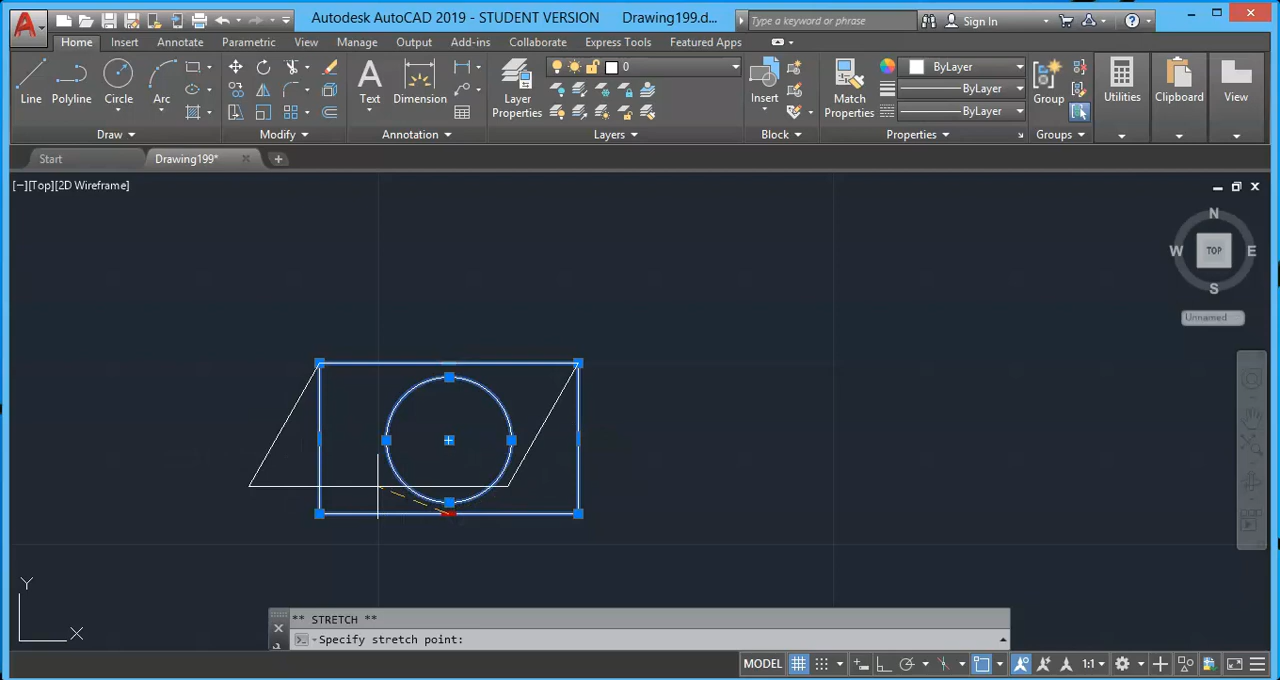 Autodesk AutoCAD 2019 - STUDENT VERSION Drawing199.d... Type a keyword or phrase Sign In
Home Insert Annotate Parametric View Manage Output Add-ins Collaborate Express Tools Featured Apps
Line Polyline Circle Arc Text Dimension Layer Properties 0 Insert Match Properties ByLayer ByLayer ByLayer Group Utilities Clipboard View
Draw Modify Annotation Layers Block Properties Groups
Start Drawing199*
[−][Top][2D Wireframe]
N
W TOP E
S
Unnamed
Y
X
** STRETCH **
Specify stretch point:
MODEL 1:1